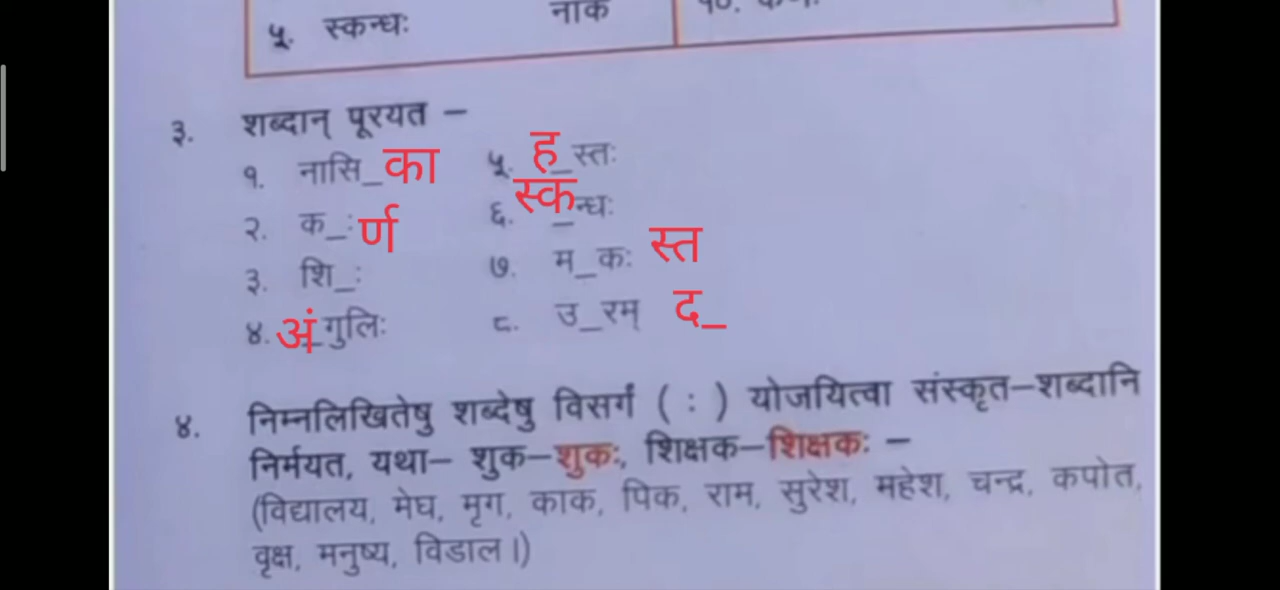 ५. स्कन्धः नाक
३. शब्दान् पूरयत –
१. नासि_का ५. ह_स्तः
२. क_ः र्ण ६. स्क_न्धः
३. शि_ः ७. म_कः स्त
४. अं_गुलिः ८. उ_रम् द_
४. निम्नलिखितेषु शब्देषु विसर्गं ( : ) योजयित्वा संस्कृत–शब्दानि
निर्मयत, यथा– शुक–शुकः, शिक्षक–शिक्षकः –
(विद्यालय, मेघ, मृग, काक, पिक, राम, सुरेश, महेश, चन्द्र, कपोत,
वृक्ष, मनुष्य, विडाल।)